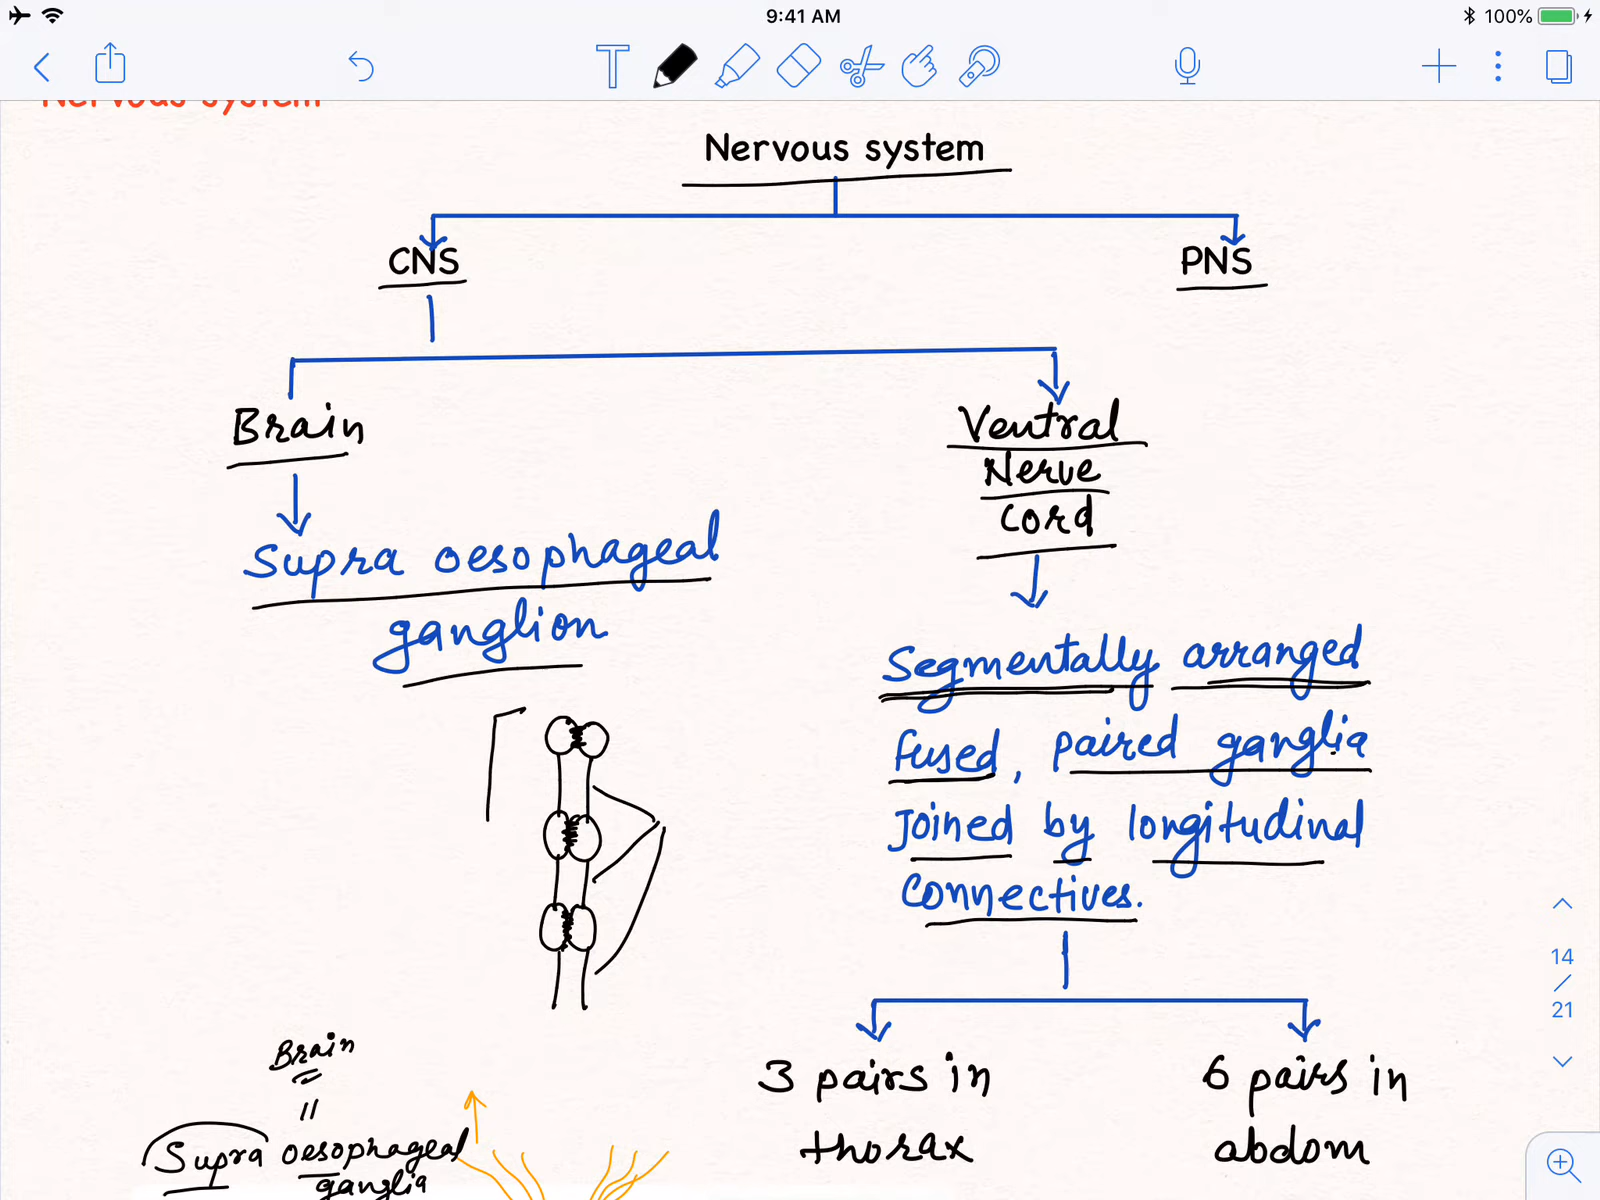 9:41 AM
100%
T
Nervous system
Nervous system
CNS
PNS
Brain
Ventral
Nerve
Cord
Supra oesophageal
ganglion
Segmentally arranged
fused, paired ganglia
Joined by longitudinal
Connectives.
3 pairs in
thorax
6 pairs in
abdom
Brain
Supra oesophageal
ganglia
14
/
21